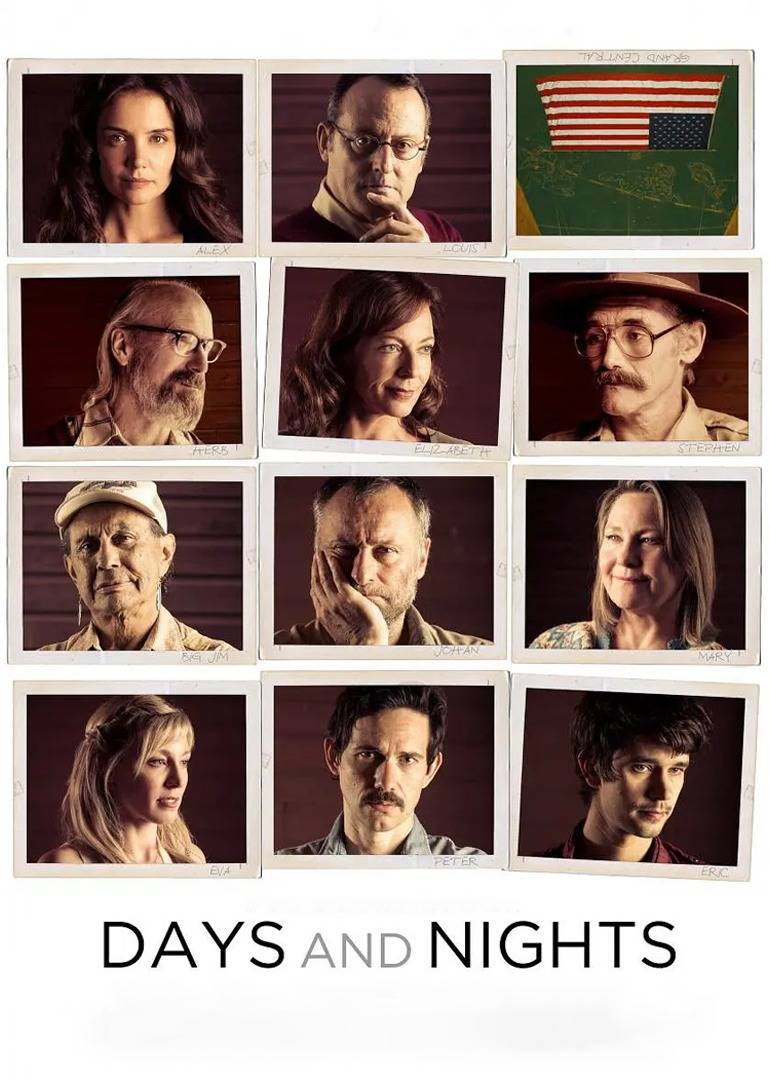 GRAND CENTRAL
ALEX
LOUIS
HERB
ELIZABETH
STEPHEN
BIG JIM
JOHAN
MARY
EVA
PETER
ERIC
DAYS AND NIGHTS